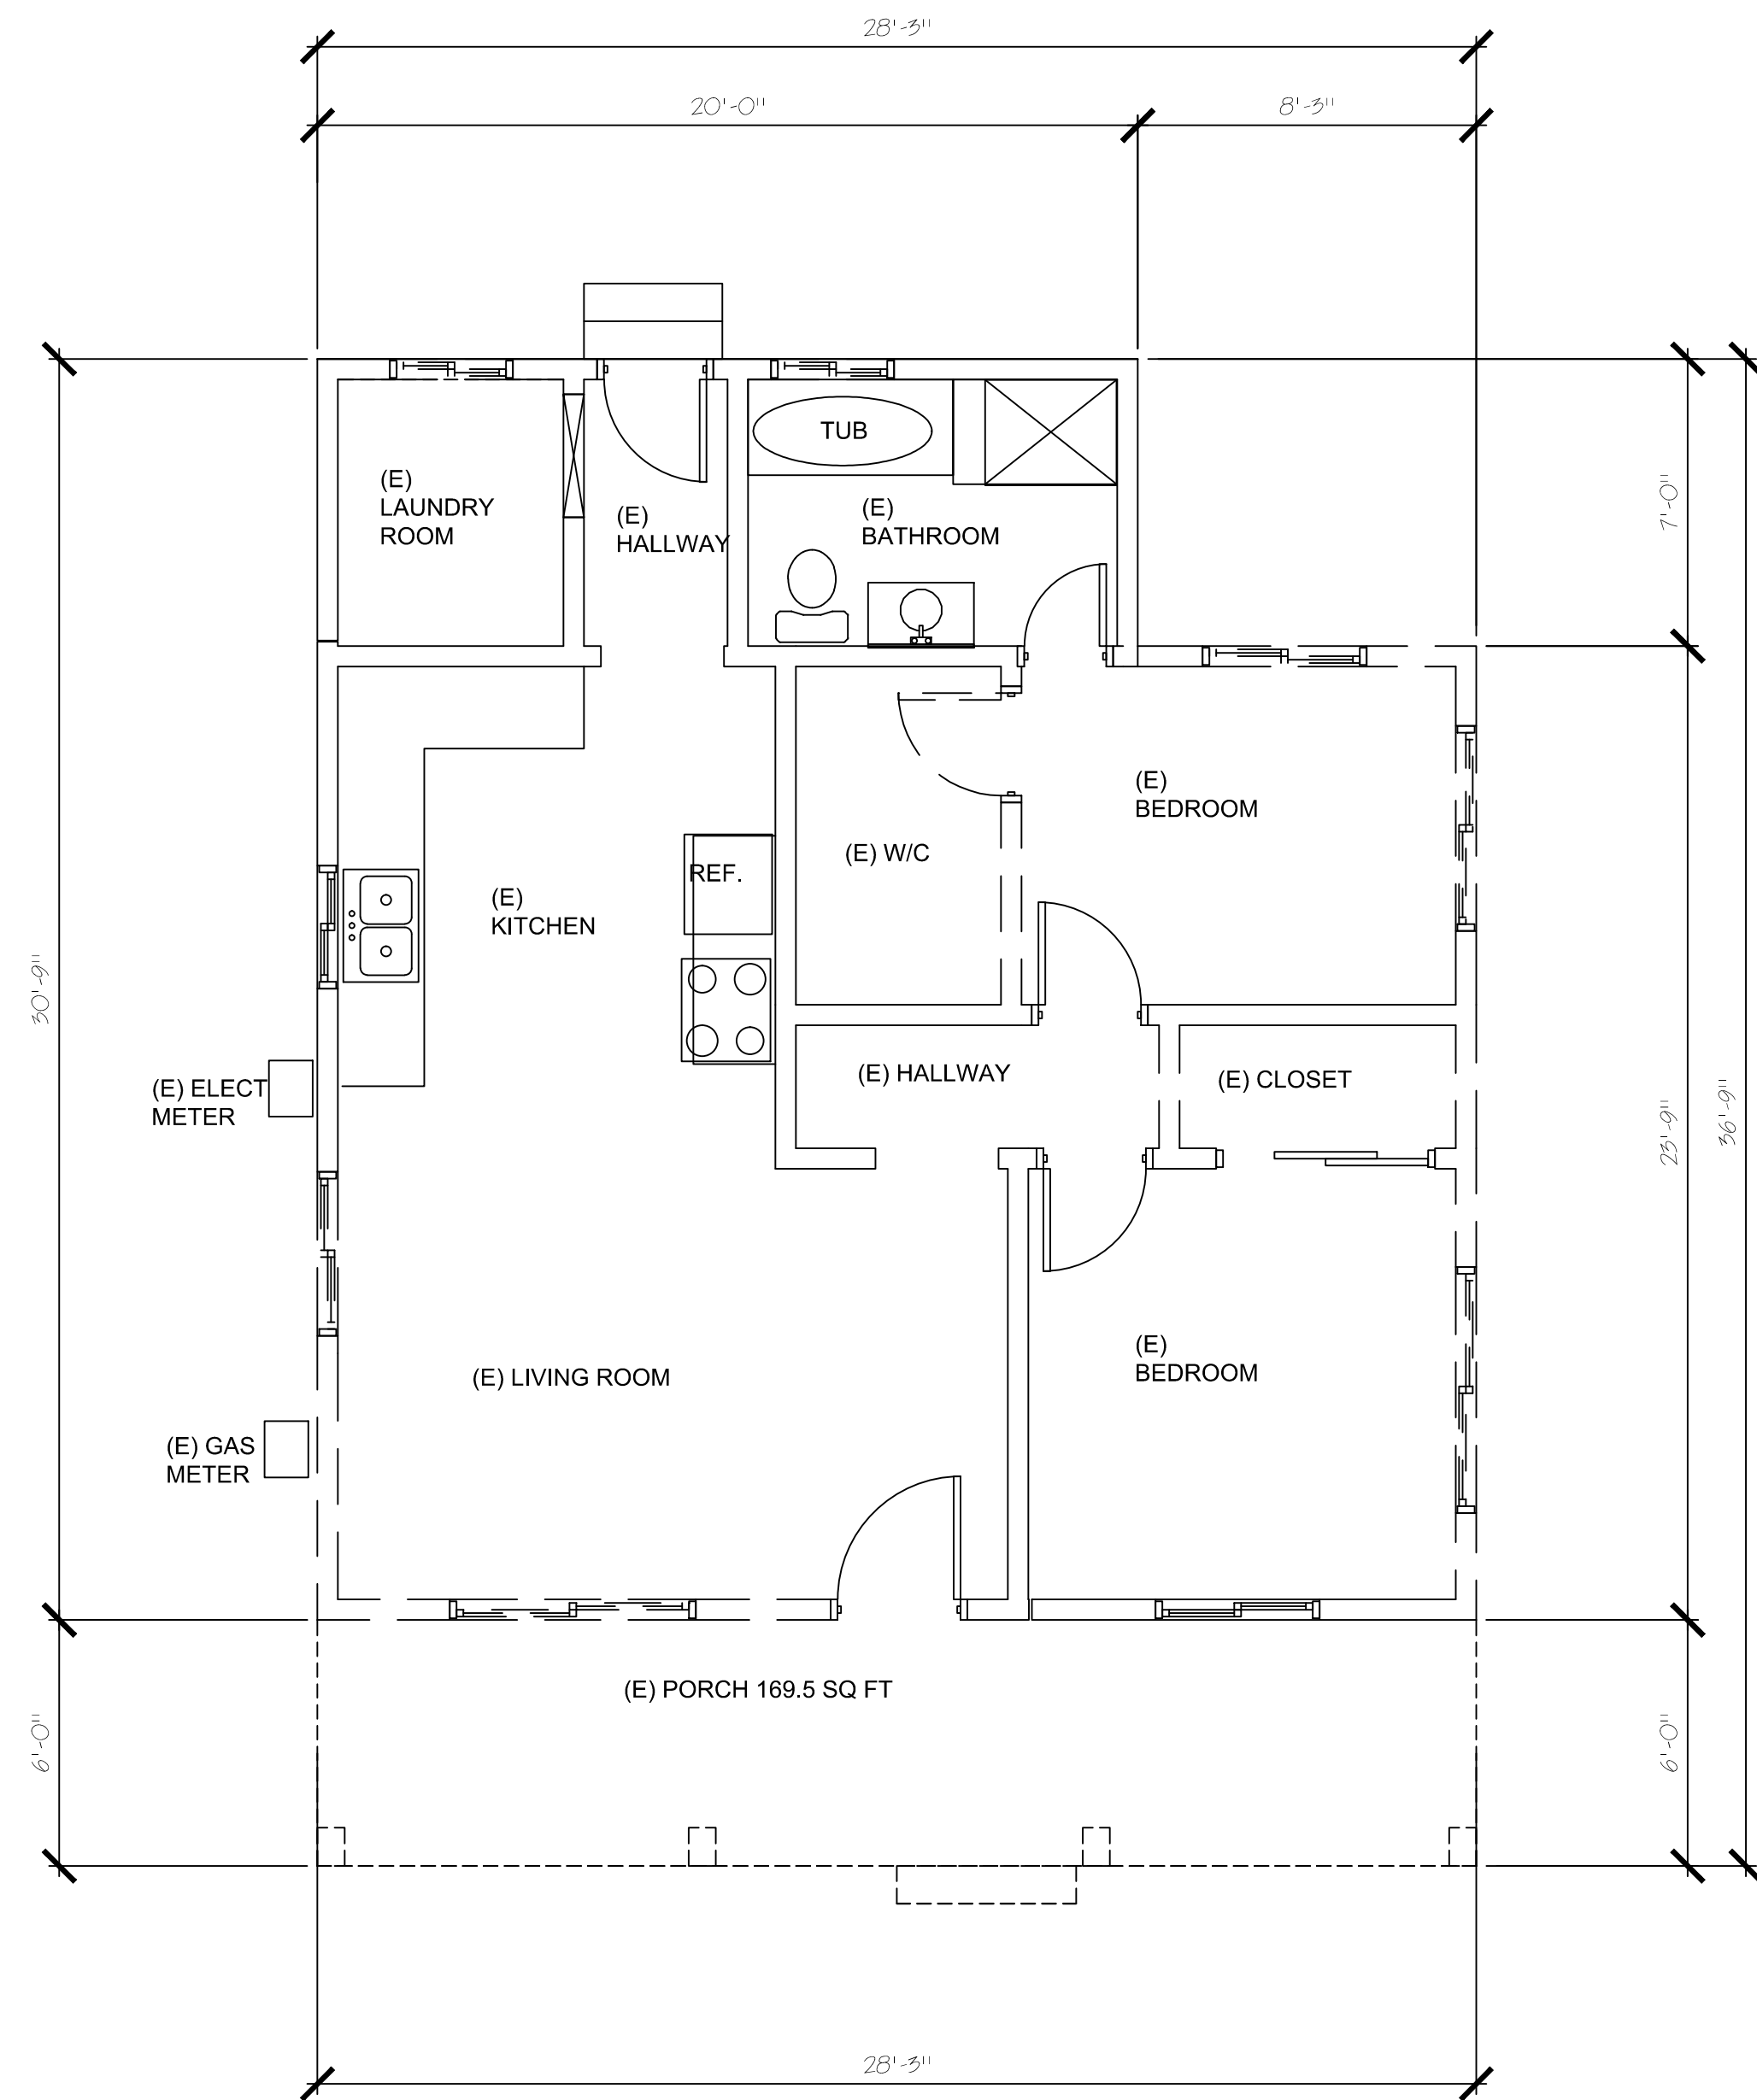 28'-3"
20'-0"
8'-3"
TUB
(E)
LAUNDRY
ROOM
(E)
HALLWAY
(E)
BATHROOM
7'-0"
(E)
BEDROOM
(E) W/C
REF.
(E)
KITCHEN
30'-9"
(E) HALLWAY
(E) CLOSET
(E) ELECT
METER
23'-9"
36'-9"
(E)
BEDROOM
(E) LIVING ROOM
(E) GAS
METER
(E) PORCH 169.5 SQ FT
6'-0"
6'-0"
28'-3"